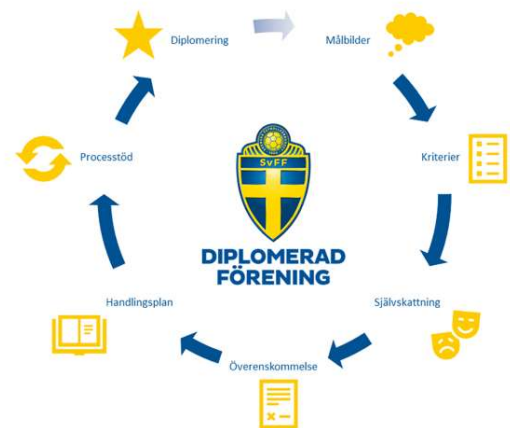 Diplomering
Målbilder
Processtöd
Kriterier
SvFF
DIPLOMERAD
FÖRENING
Handlingsplan
Självskattning
Överenskommelse